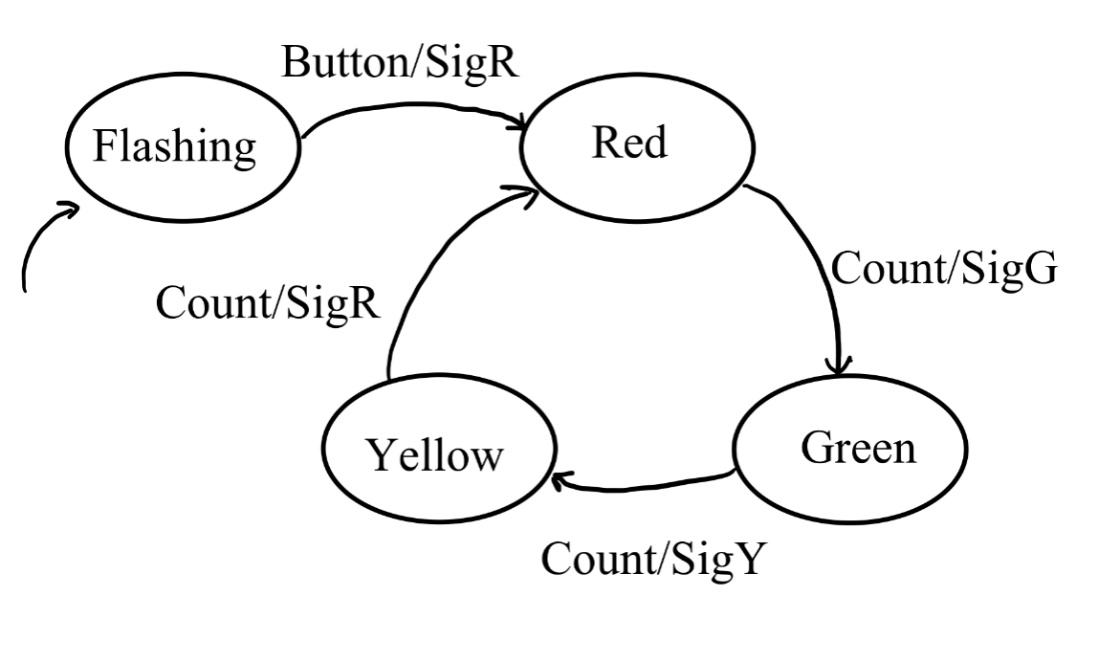 Button/SigR
Flashing
Red
Count/SigG
Count/SigR
Yellow
Green
Count/SigY